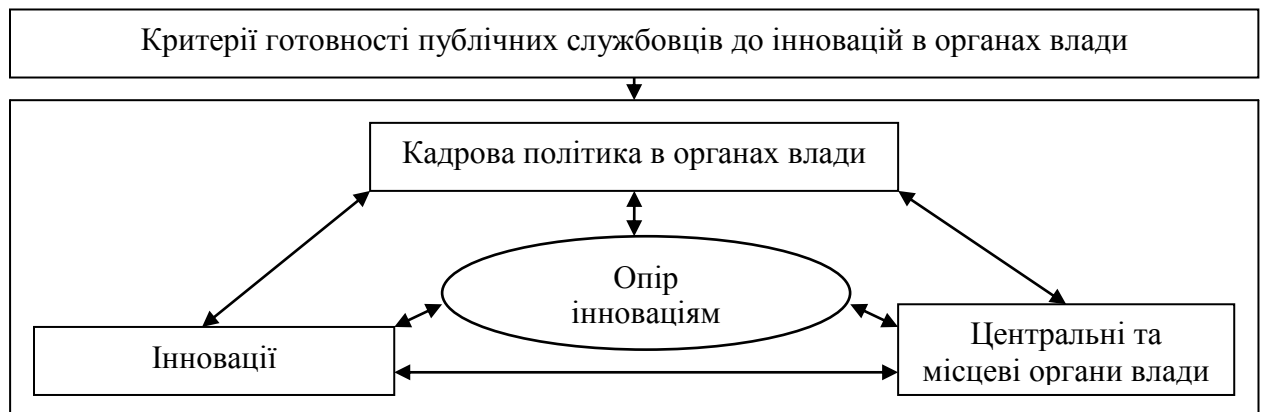 Критерії готовності публічних службовців до інновацій в органах влади
Кадрова політика в органах влади
Опір
інноваціям
Інновації
Центральні та
місцеві органи влади